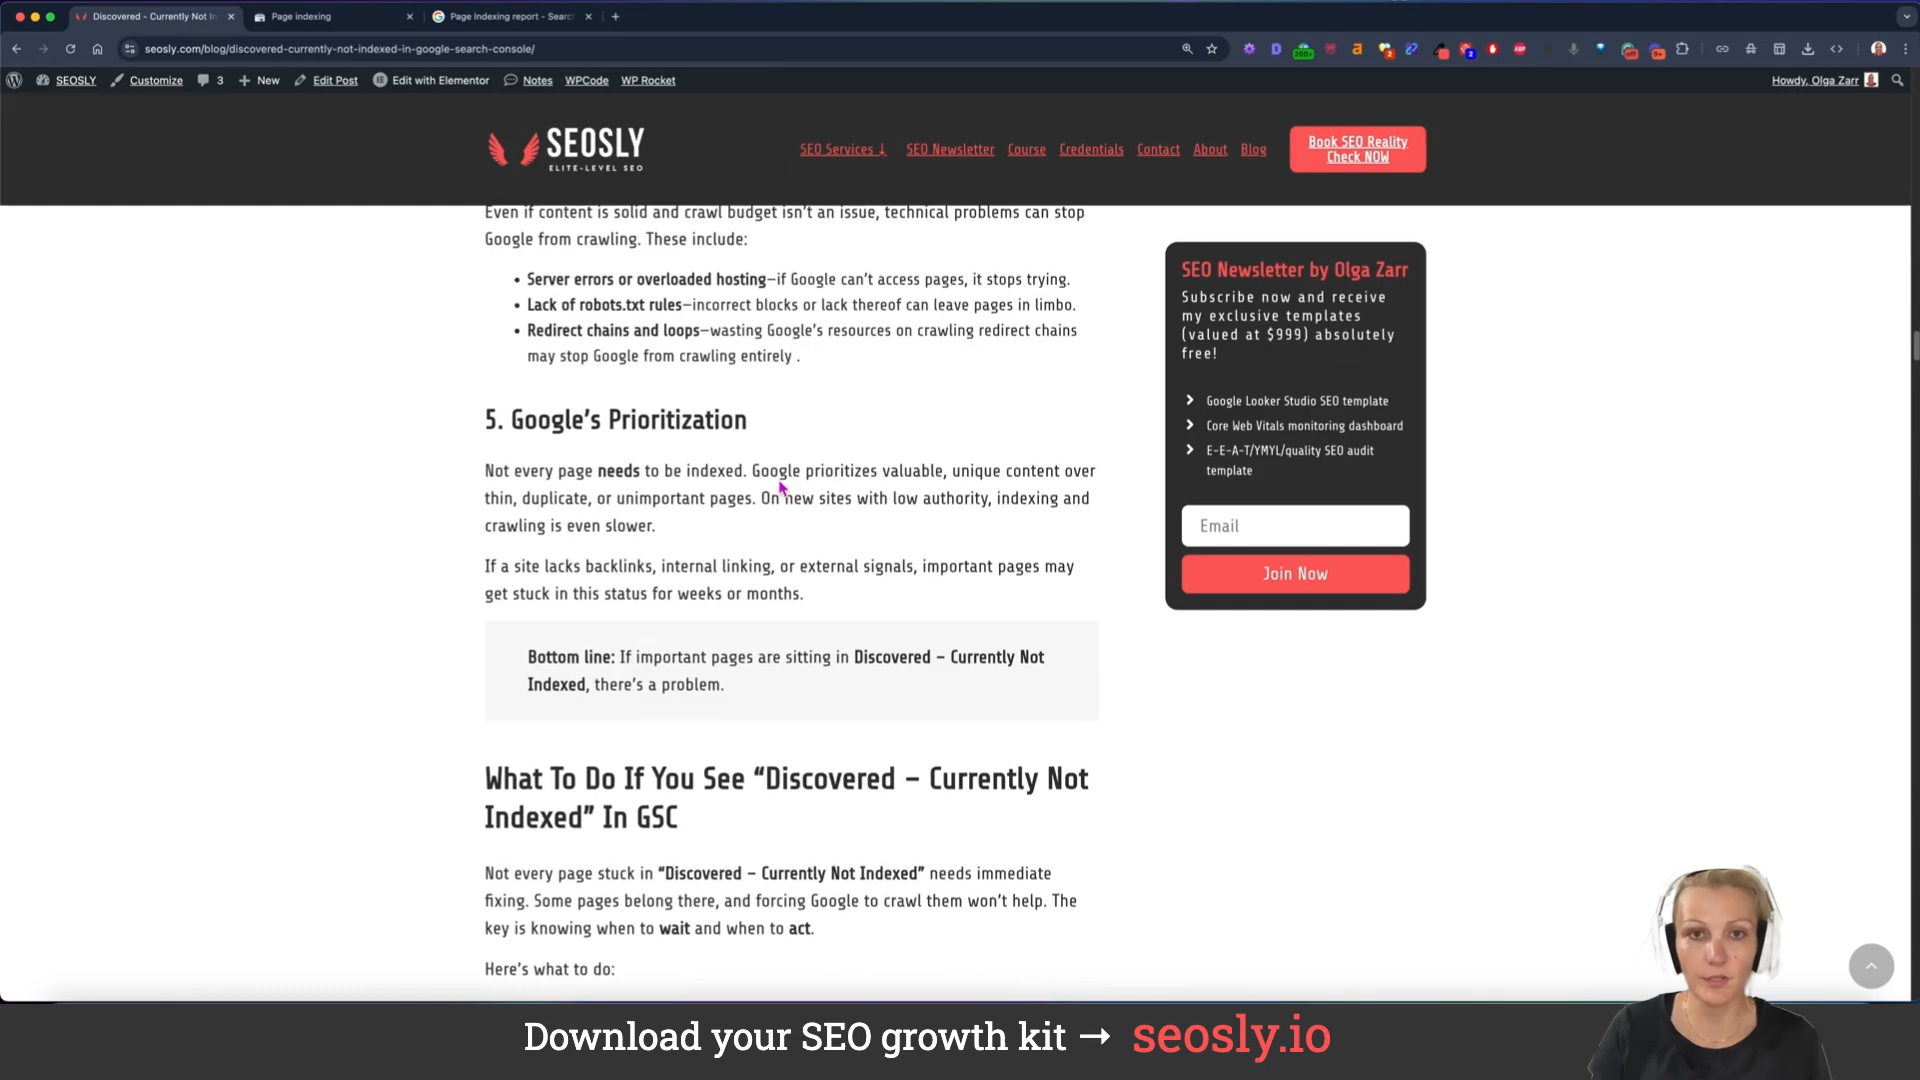 Discovered - Currently Not In
Page indexing
Page Indexing report - Search
seosly.com/blog/discovered-currently-not-indexed-in-google-search-console/
SEOSLY
Customize
3
New
Edit Post
Edit with Elementor
Notes
WPCode
WP Rocket
Howdy, Olga Zarr
SEOSLY
ELITE-LEVEL SEO
SEO Services ↓
SEO Newsletter
Course
Credentials
Contact
About
Blog
Book SEO Reality
Check NOW
Even if content is solid and crawl budget isn't an issue, technical problems can stop
Google from crawling. These include:
• Server errors or overloaded hosting—if Google can't access pages, it stops trying.
• Lack of robots.txt rules—incorrect blocks or lack thereof can leave pages in limbo.
• Redirect chains and loops—wasting Google's resources on crawling redirect chains
may stop Google from crawling entirely .
5. Google's Prioritization
Not every page needs to be indexed. Google prioritizes valuable, unique content over
thin, duplicate, or unimportant pages. On new sites with low authority, indexing and
crawling is even slower.
If a site lacks backlinks, internal linking, or external signals, important pages may
get stuck in this status for weeks or months.
Bottom line: If important pages are sitting in Discovered – Currently Not
Indexed, there's a problem.
What To Do If You See “Discovered – Currently Not
Indexed” In GSC
Not every page stuck in “Discovered – Currently Not Indexed” needs immediate
fixing. Some pages belong there, and forcing Google to crawl them won't help. The
key is knowing when to wait and when to act.
Here's what to do:
SEO Newsletter by Olga Zarr
Subscribe now and receive
my exclusive templates
(valued at $999) absolutely
free!
Google Looker Studio SEO template
Core Web Vitals monitoring dashboard
E-E-A-T/YMYL/quality SEO audit
template
Email
Join Now
Download your SEO growth kit → seosly.io